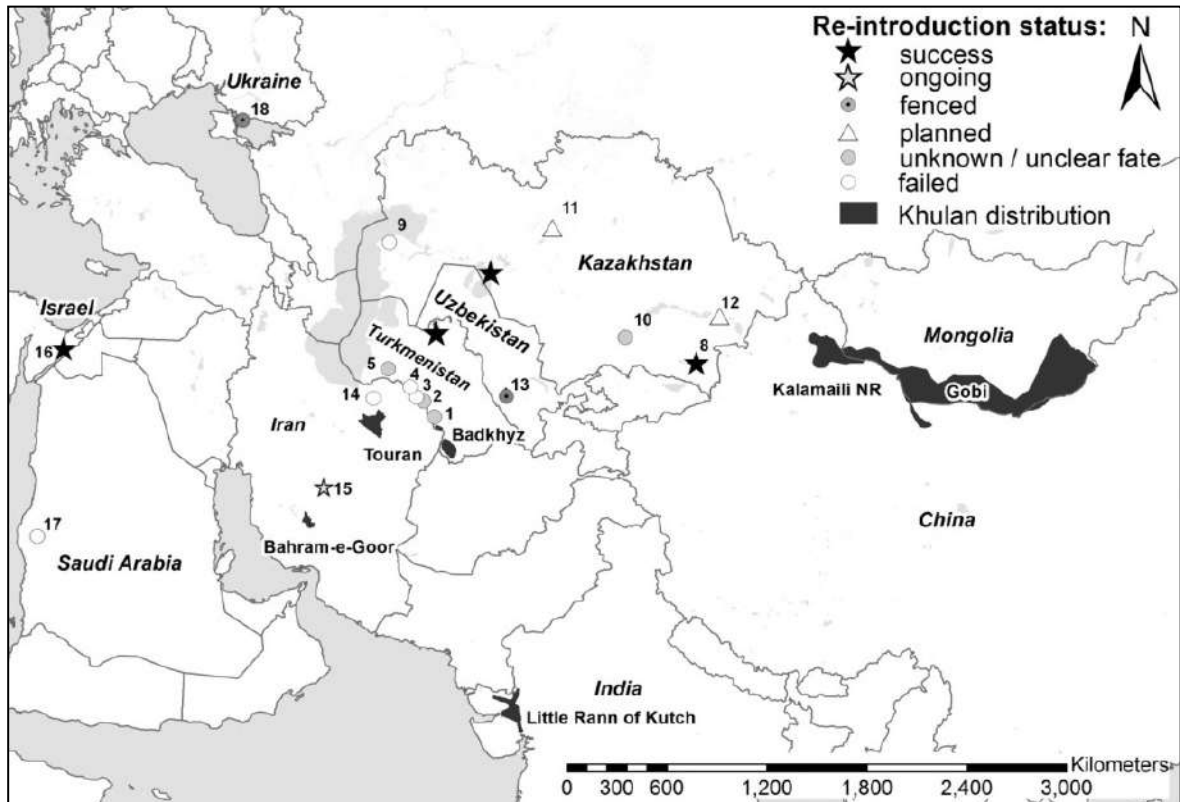 Re-introduction status:
N
success
ongoing
fenced
planned
unknown / unclear fate
failed
Khulan distribution
Ukraine
18
9
11
Kazakhstan
Israel
16
Uzbekistan
12
10
8
Mongolia
Turkmenistan
5
4
3
2
1
13
14
Kalamaili NR
Gobi
Iran
Touran
Badkhyz
15
China
17
Bahram-e-Goor
Saudi Arabia
India
Little Rann of Kutch
Kilometers
0 300 600 1,200 1,800 2,400 3,000